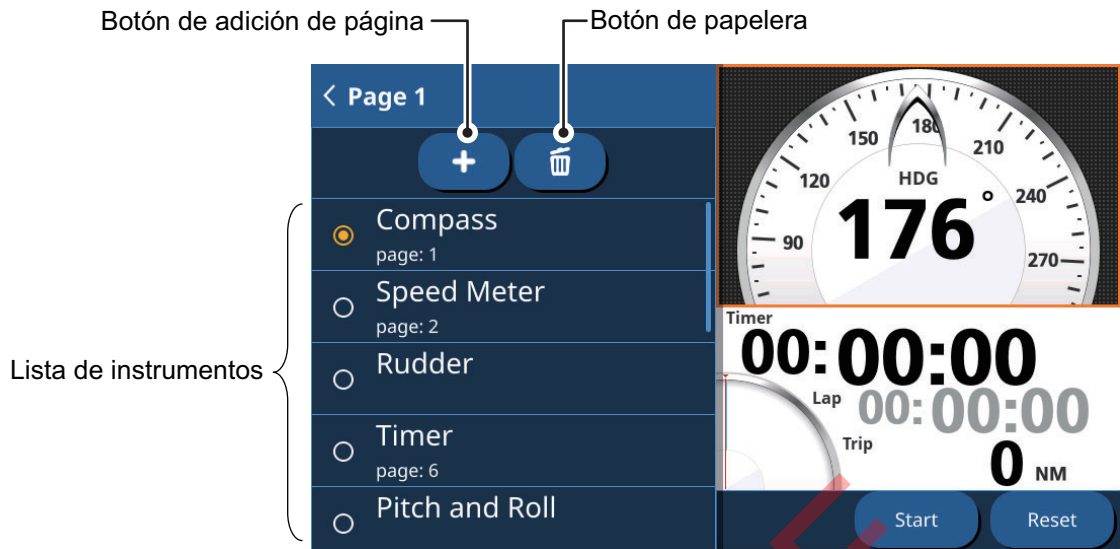 Botón de adición de página
Botón de papelera
Page 1
Compass
page: 1
Speed Meter
page: 2
Rudder
Timer
page: 6
Pitch and Roll
Lista de instrumentos
90
120
150
180
210
240
270
HDG
176°
Timer
00:00:00
Lap
00:00:00
Trip
0 NM
Start
Reset